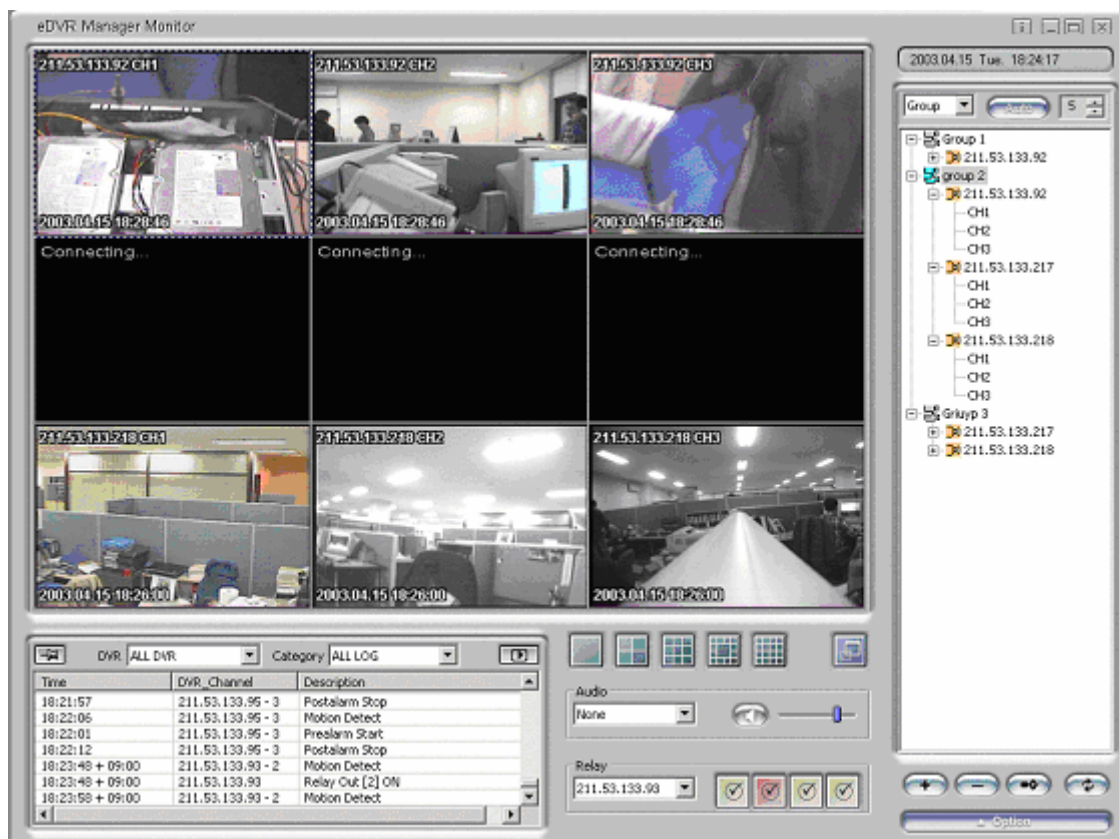 eDVR Manager Monitor
2003.04.15 Tue. 18:24:17
211.53.133.92 CH1
211.53.133.92 CH2
211.53.133.92 CH3
2003.04.15 18:28:46
2003.04.15 18:28:46
2003.04.15 18:28:46
Connecting...
Connecting...
Connecting...
211.53.133.218 CH1
211.53.133.218 CH2
211.53.133.218 CH3
2003.04.15 18:26:00
2003.04.15 18:26:00
2003.04.15 18:26:00
Group
Auto
5
Group 1
211.53.133.92
group 2
211.53.133.92
CH1
CH2
CH3
211.53.133.217
CH1
CH2
CH3
211.53.133.218
CH1
CH2
CH3
Griuyp 3
211.53.133.217
211.53.133.218
DVR ALL DVR Category ALL LOG
Time DVR_Channel Description
18:21:57 211.53.133.95 - 3 Postalarm Stop
18:22:06 211.53.133.95 - 3 Motion Detect
18:22:01 211.53.133.95 - 3 Prealarm Start
18:22:12 211.53.133.95 - 3 Postalarm Stop
18:23:48 + 09:00 211.53.133.93 - 2 Motion Detect
18:23:48 + 09:00 211.53.133.93 Relay Out [2] ON
18:23:58 + 09:00 211.53.133.93 - 2 Motion Detect
Audio
None
Relay
211.53.133.93
Option